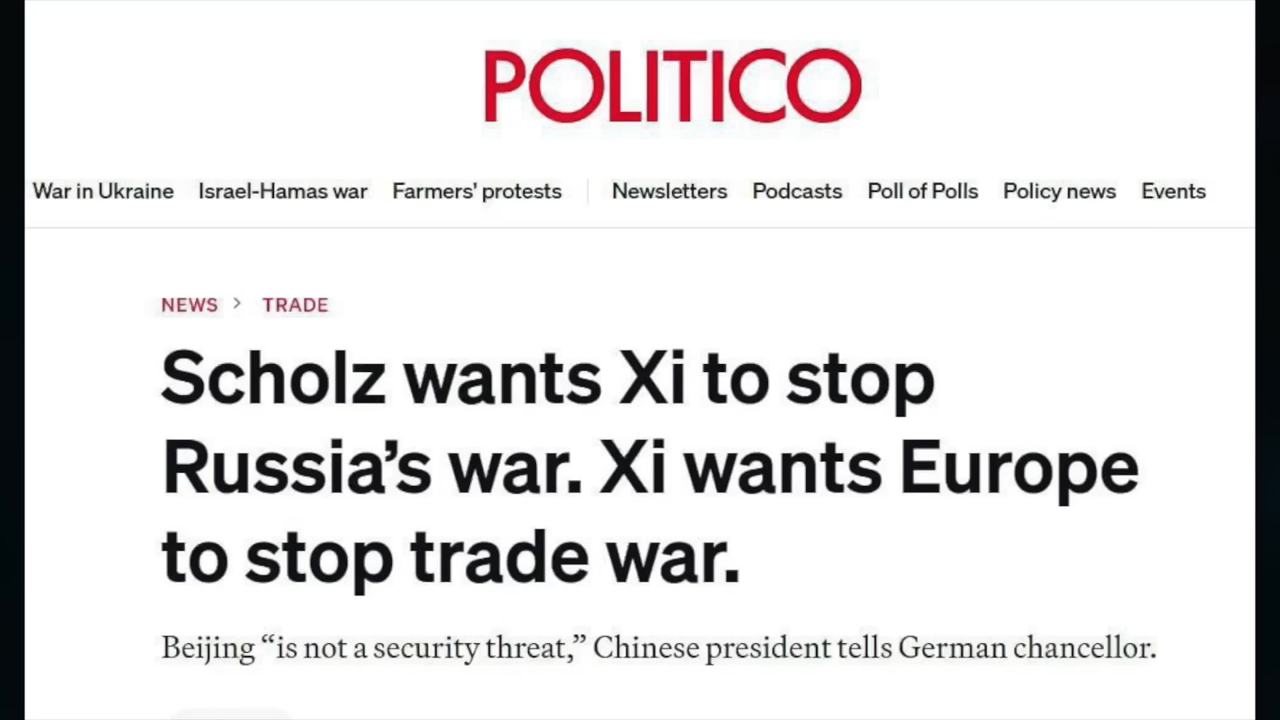 POLITICO
War in Ukraine Israel-Hamas war Farmers' protests Newsletters Podcasts Poll of Polls Policy news Events
NEWS > TRADE
Scholz wants Xi to stop
Russia’s war. Xi wants Europe
to stop trade war.
Beijing “is not a security threat,” Chinese president tells German chancellor.